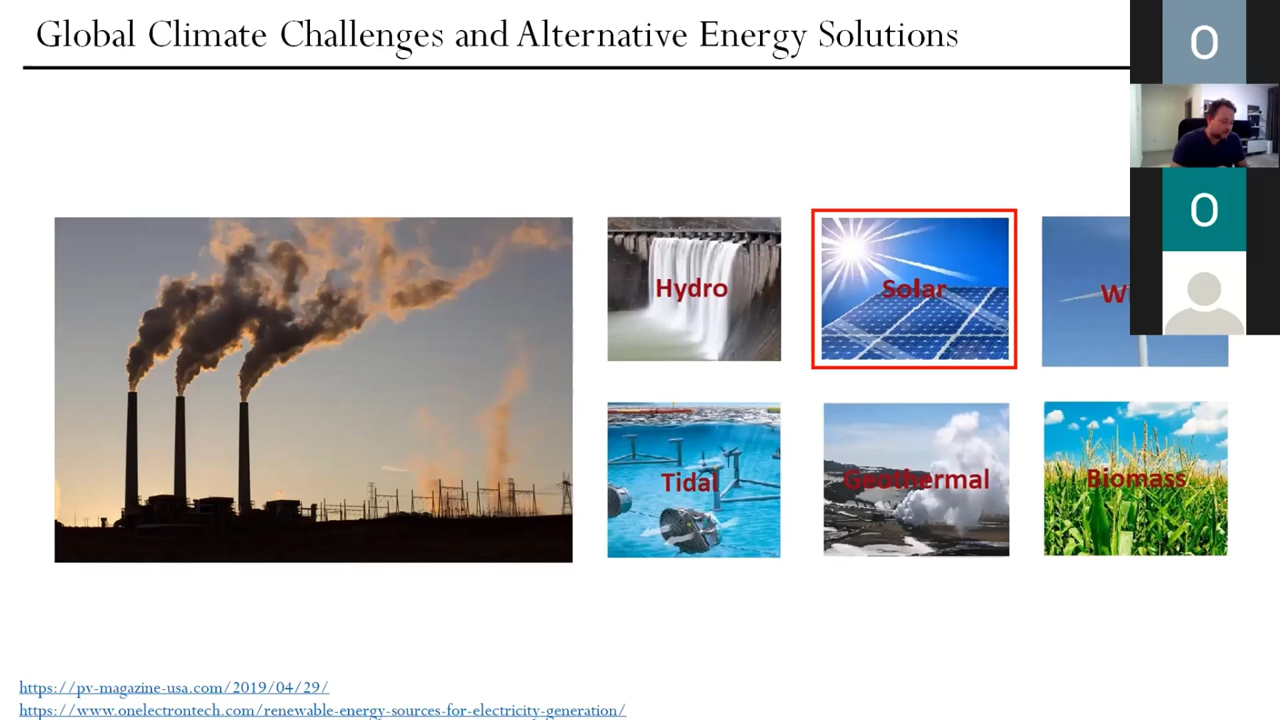 Global Climate Challenges and Alternative Energy Solutions
O
Hydro
Solar
O
Tidal
Geothermal
Biomass
https://pv-magazine-usa.com/2019/04/29/
https://www.onelectrontech.com/renewable-energy-sources-for-electricity-generation/